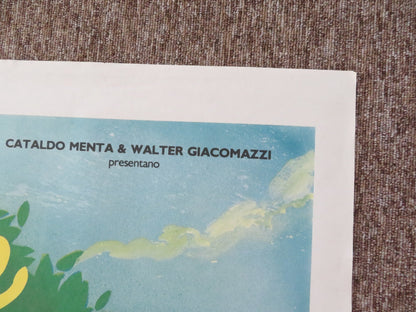 CATALDO MENTA & WALTER GIACOMAZZI
presentano